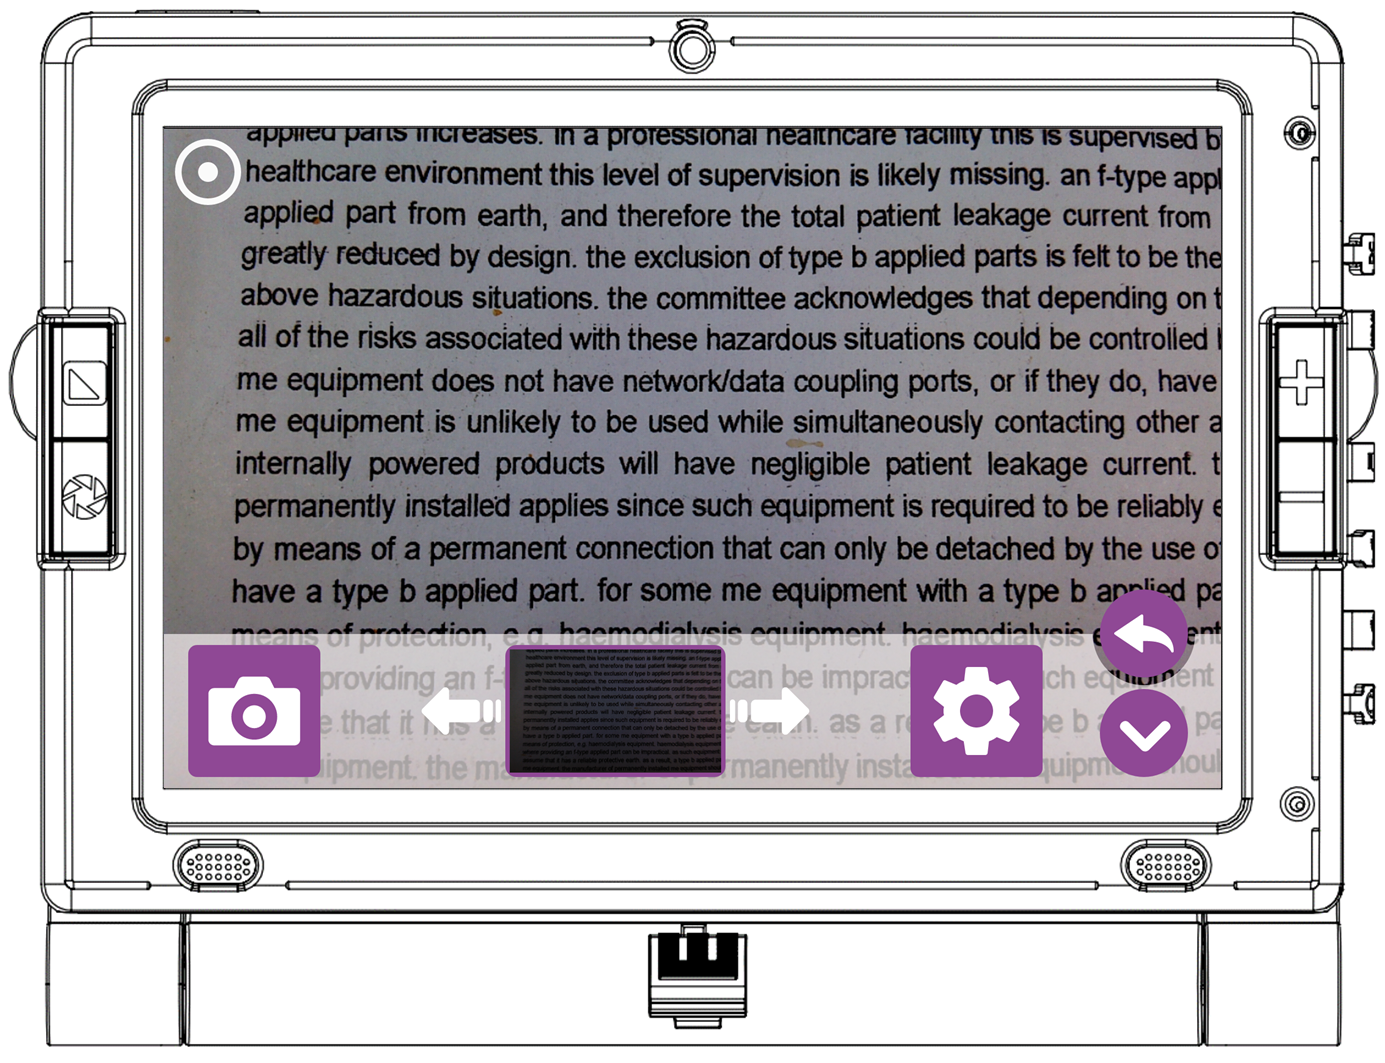 applied parts increases. in a professional healthcare facility this is supervised b
healthcare environment this level of supervision is likely missing. an f-type appl
applied part from earth, and therefore the total patient leakage current from
greatly reduced by design. the exclusion of type b applied parts is felt to be the
above hazardous situations. the committee acknowledges that depending on t
all of the risks associated with these hazardous situations could be controlled
me equipment does not have network/data coupling ports, or if they do, have
me equipment is unlikely to be used while simultaneously contacting other a
internally powered products will have negligible patient leakage current. t
permanently installed applies since such equipment is required to be reliably e
by means of a permanent connection that can only be detached by the use o
have a type b applied part. for some me equipment with a type b applied pa
means of protection, e.g. haemodialysis equipment. haemodialysis
providing an f- can be imprac ch equipment
that it has a earth. as a b a pa
equipment. the permanently